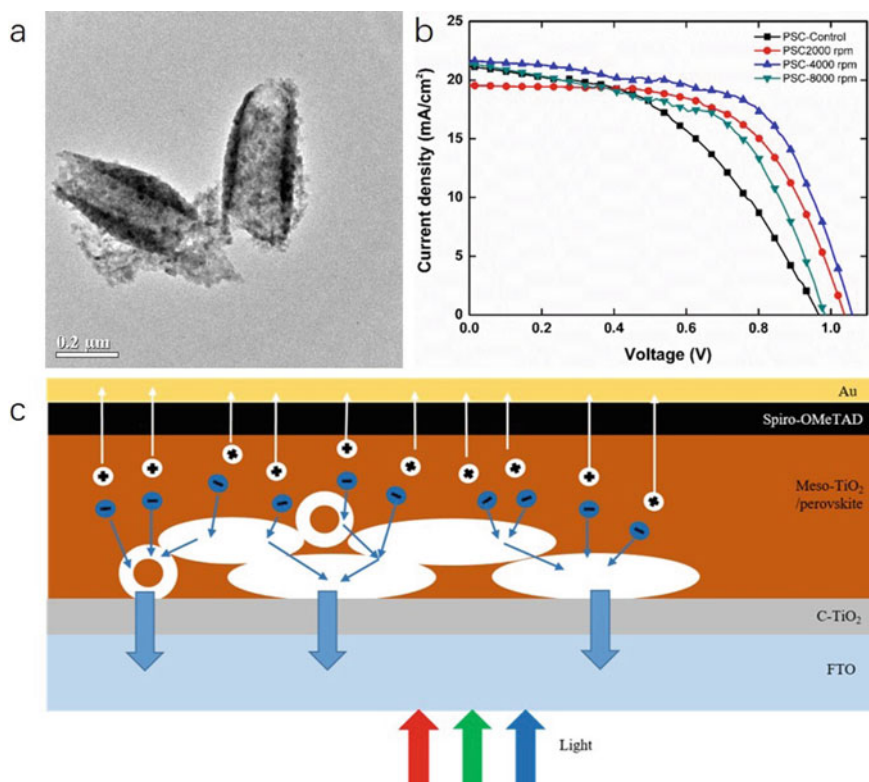 a
0.2 μm
b
25
20
15
10
5
0
0.0 0.2 0.4 0.6 0.8 1.0
Current density (mA/cm²)
Voltage (V)
PSC-Control
PSC2000 rpm
PSC-4000 rpm
PSC-8000 rpm
c
Au
Spiro-OMeTAD
Meso-TiO₂
/perovskite
C-TiO₂
FTO
Light